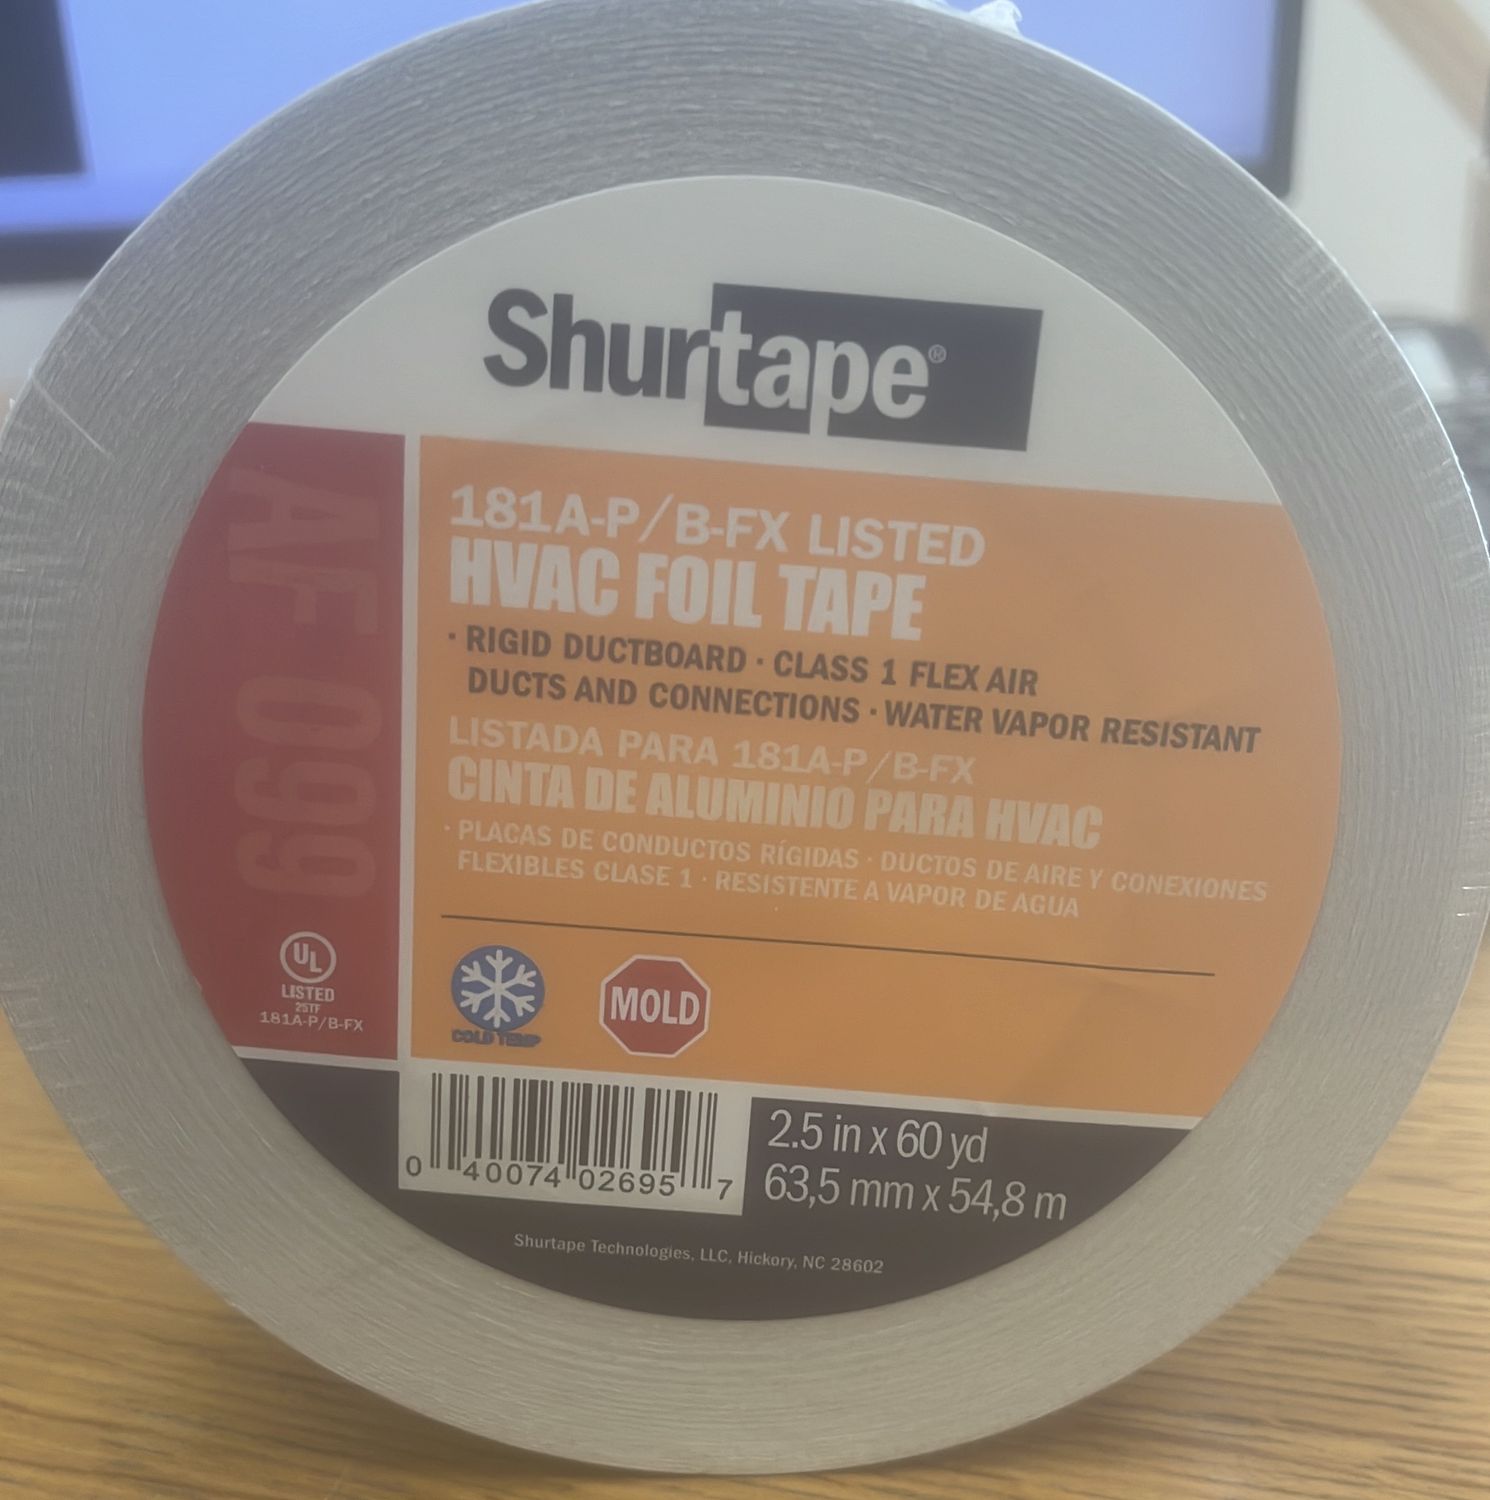 Shurtape®
AF 099
181A-P/B-FX LISTED
HVAC FOIL TAPE
· RIGID DUCTBOARD · CLASS 1 FLEX AIR
DUCTS AND CONNECTIONS · WATER VAPOR RESISTANT
LISTADA PARA 181A-P/B-FX
CINTA DE ALUMINIO PARA HVAC
· PLACAS DE CONDUCTOS RÍGIDAS · DUCTOS DE AIRE Y CONEXIONES
FLEXIBLES CLASE 1 · RESISTENTE A VAPOR DE AGUA
UL
LISTED
25TF
181A-P/B-FX
COLD TEMP
MOLD
0 40074 02695 7
2.5 in x 60 yd
63,5 mm x 54,8 m
Shurtape Technologies, LLC, Hickory, NC 28602